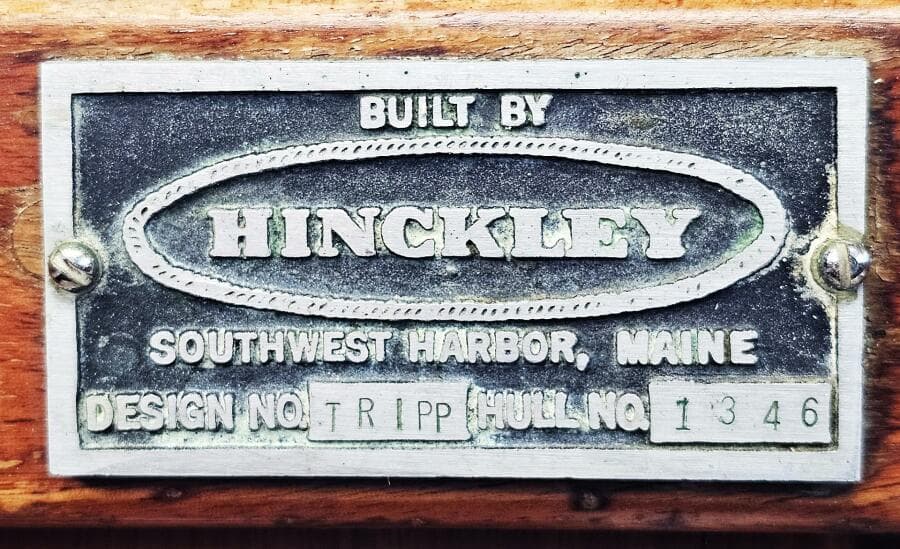 BUILT BY
HINCKLEY
SOUTHWEST HARBOR, MAINE
DESIGN NO. TRIPP HULL NO. 1346